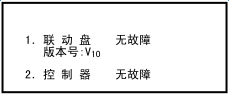 1. 联 动 盘 无故障
版本号:V10
2. 控 制 器 无故障